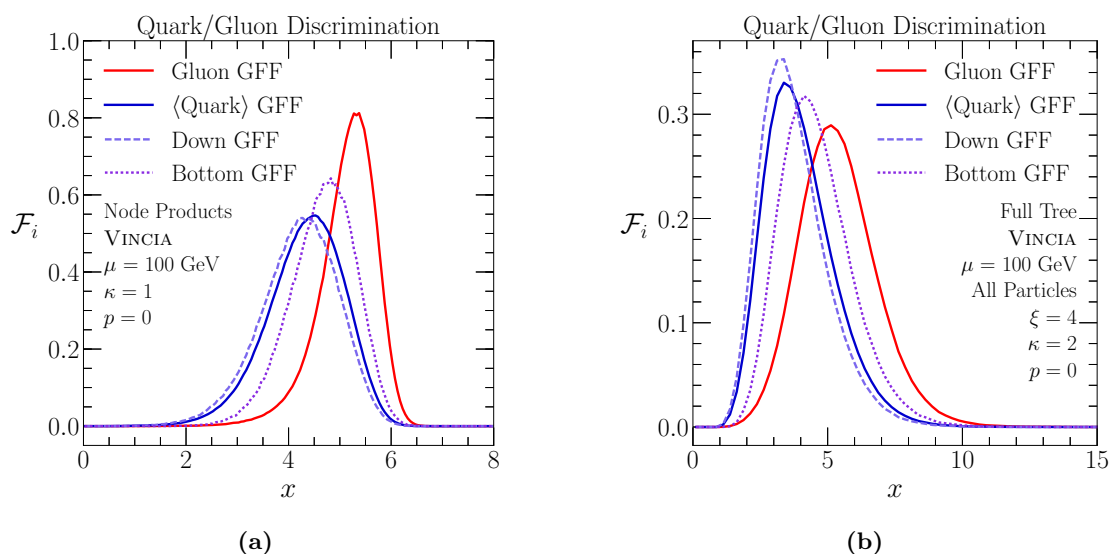 Quark/Gluon Discrimination
1.0
0.8
0.6
0.4
0.2
0.0
0 2 4 6 8
Gluon GFF
⟨Quark⟩ GFF
Down GFF
Bottom GFF
Node Products
VINCIA
μ = 100 GeV
κ = 1
p = 0
ℱᵢ
x
(a)
Quark/Gluon Discrimination
0.3
0.2
0.1
0.0
0 5 10 15
Gluon GFF
⟨Quark⟩ GFF
Down GFF
Bottom GFF
Full Tree
VINCIA
μ = 100 GeV
All Particles
ξ = 4
κ = 2
p = 0
ℱᵢ
x
(b)